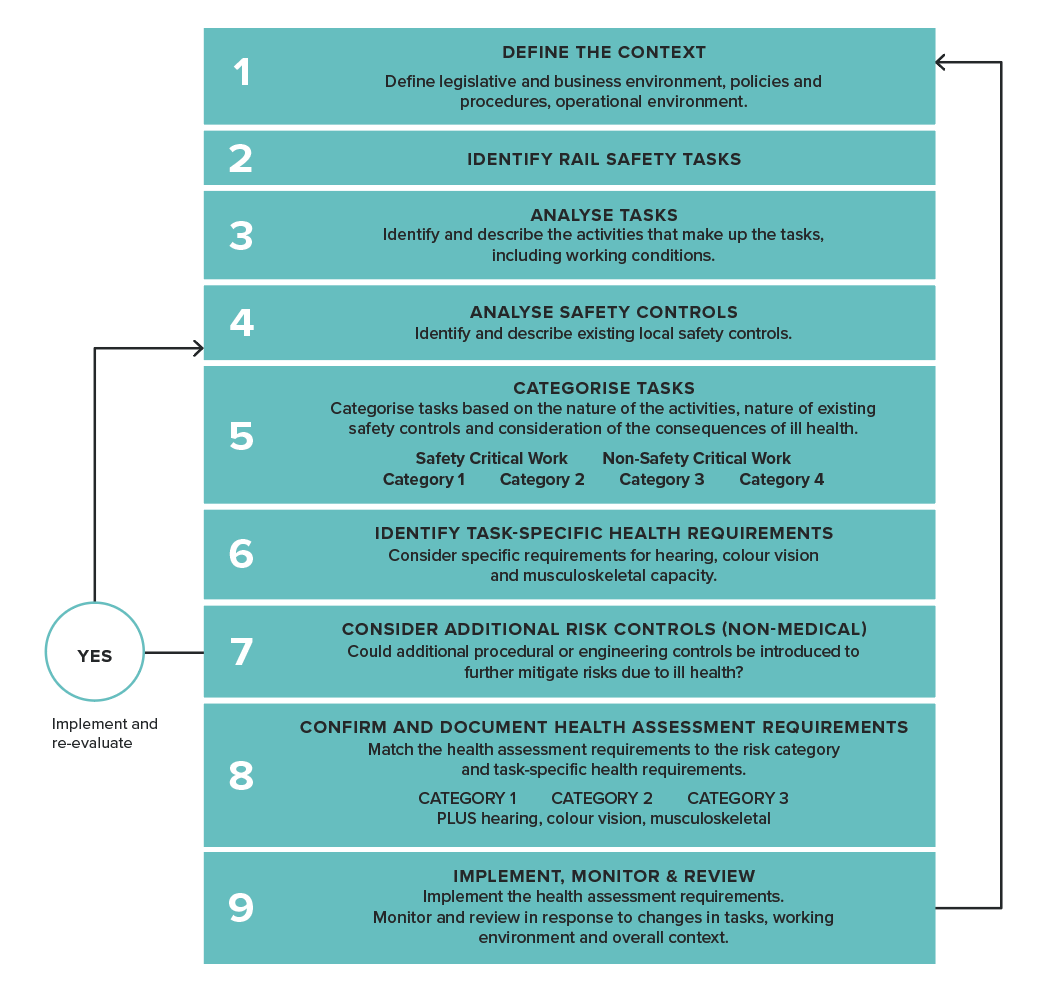 1
DEFINE THE CONTEXT
Define legislative and business environment, policies and
procedures, operational environment.
2
IDENTIFY RAIL SAFETY TASKS
3
ANALYSE TASKS
Identify and describe the activities that make up the tasks,
including working conditions.
4
ANALYSE SAFETY CONTROLS
Identify and describe existing local safety controls.
5
CATEGORISE TASKS
Categorise tasks based on the nature of the activities, nature of existing
safety controls and consideration of the consequences of ill health.
Safety Critical Work Non-Safety Critical Work
Category 1 Category 2 Category 3 Category 4
6
IDENTIFY TASK-SPECIFIC HEALTH REQUIREMENTS
Consider specific requirements for hearing, colour vision
and musculoskeletal capacity.
7
CONSIDER ADDITIONAL RISK CONTROLS (NON-MEDICAL)
Could additional procedural or engineering controls be introduced to
further mitigate risks due to ill health?
YES
Implement and
re-evaluate
8
CONFIRM AND DOCUMENT HEALTH ASSESSMENT REQUIREMENTS
Match the health assessment requirements to the risk category
and task-specific health requirements.
CATEGORY 1 CATEGORY 2 CATEGORY 3
PLUS hearing, colour vision, musculoskeletal
9
IMPLEMENT, MONITOR & REVIEW
Implement the health assessment requirements.
Monitor and review in response to changes in tasks, working
environment and overall context.